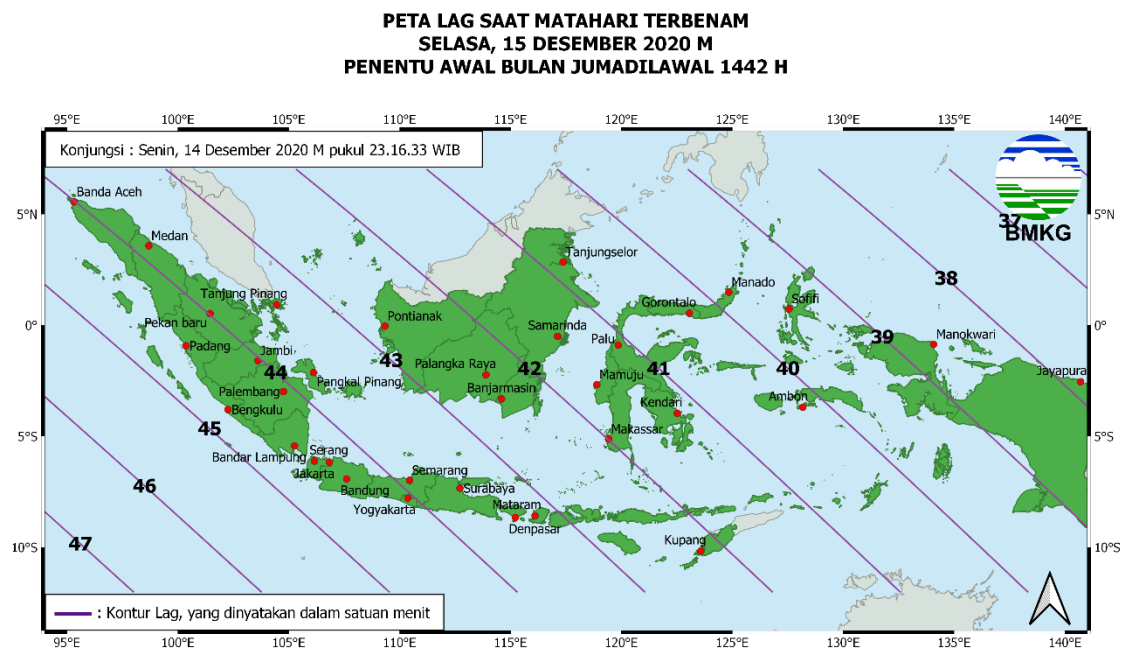 PETA LAG SAAT MATAHARI TERBENAM
SELASA, 15 DESEMBER 2020 M
PENENTU AWAL BULAN JUMADILAWAL 1442 H
95°E 100°E 105°E 110°E 115°E 120°E 125°E 130°E 135°E 140°E
Konjungsi : Senin, 14 Desember 2020 M pukul 23.16.33 WIB
Banda Aceh
5°N 5°N
37
BMKG
Medan
Tanjungselor
38
Manado
Tanjung Pinang
Gorontalo
Sofifi
Pontianak
Pekan baru
Samarinda
0° 0°
Manokwari
Palu
39
Padang
Jambi
43
Palangka Raya
42
41
40
44
Mamuju
Jayapura
Pangkal Pinang
Palembang
Banjarmasin
Ambon
Bengkulu
Kendari
45
Makassar
5°S 5°S
Serang
Bandar Lampung
Jakarta
Semarang
46
Bandung
Surabaya
Mataram
Yogyakarta
Denpasar
47
Kupang
10°S 10°S
: Kontur Lag, yang dinyatakan dalam satuan menit
95°E 100°E 105°E 110°E 115°E 120°E 125°E 130°E 135°E 140°E